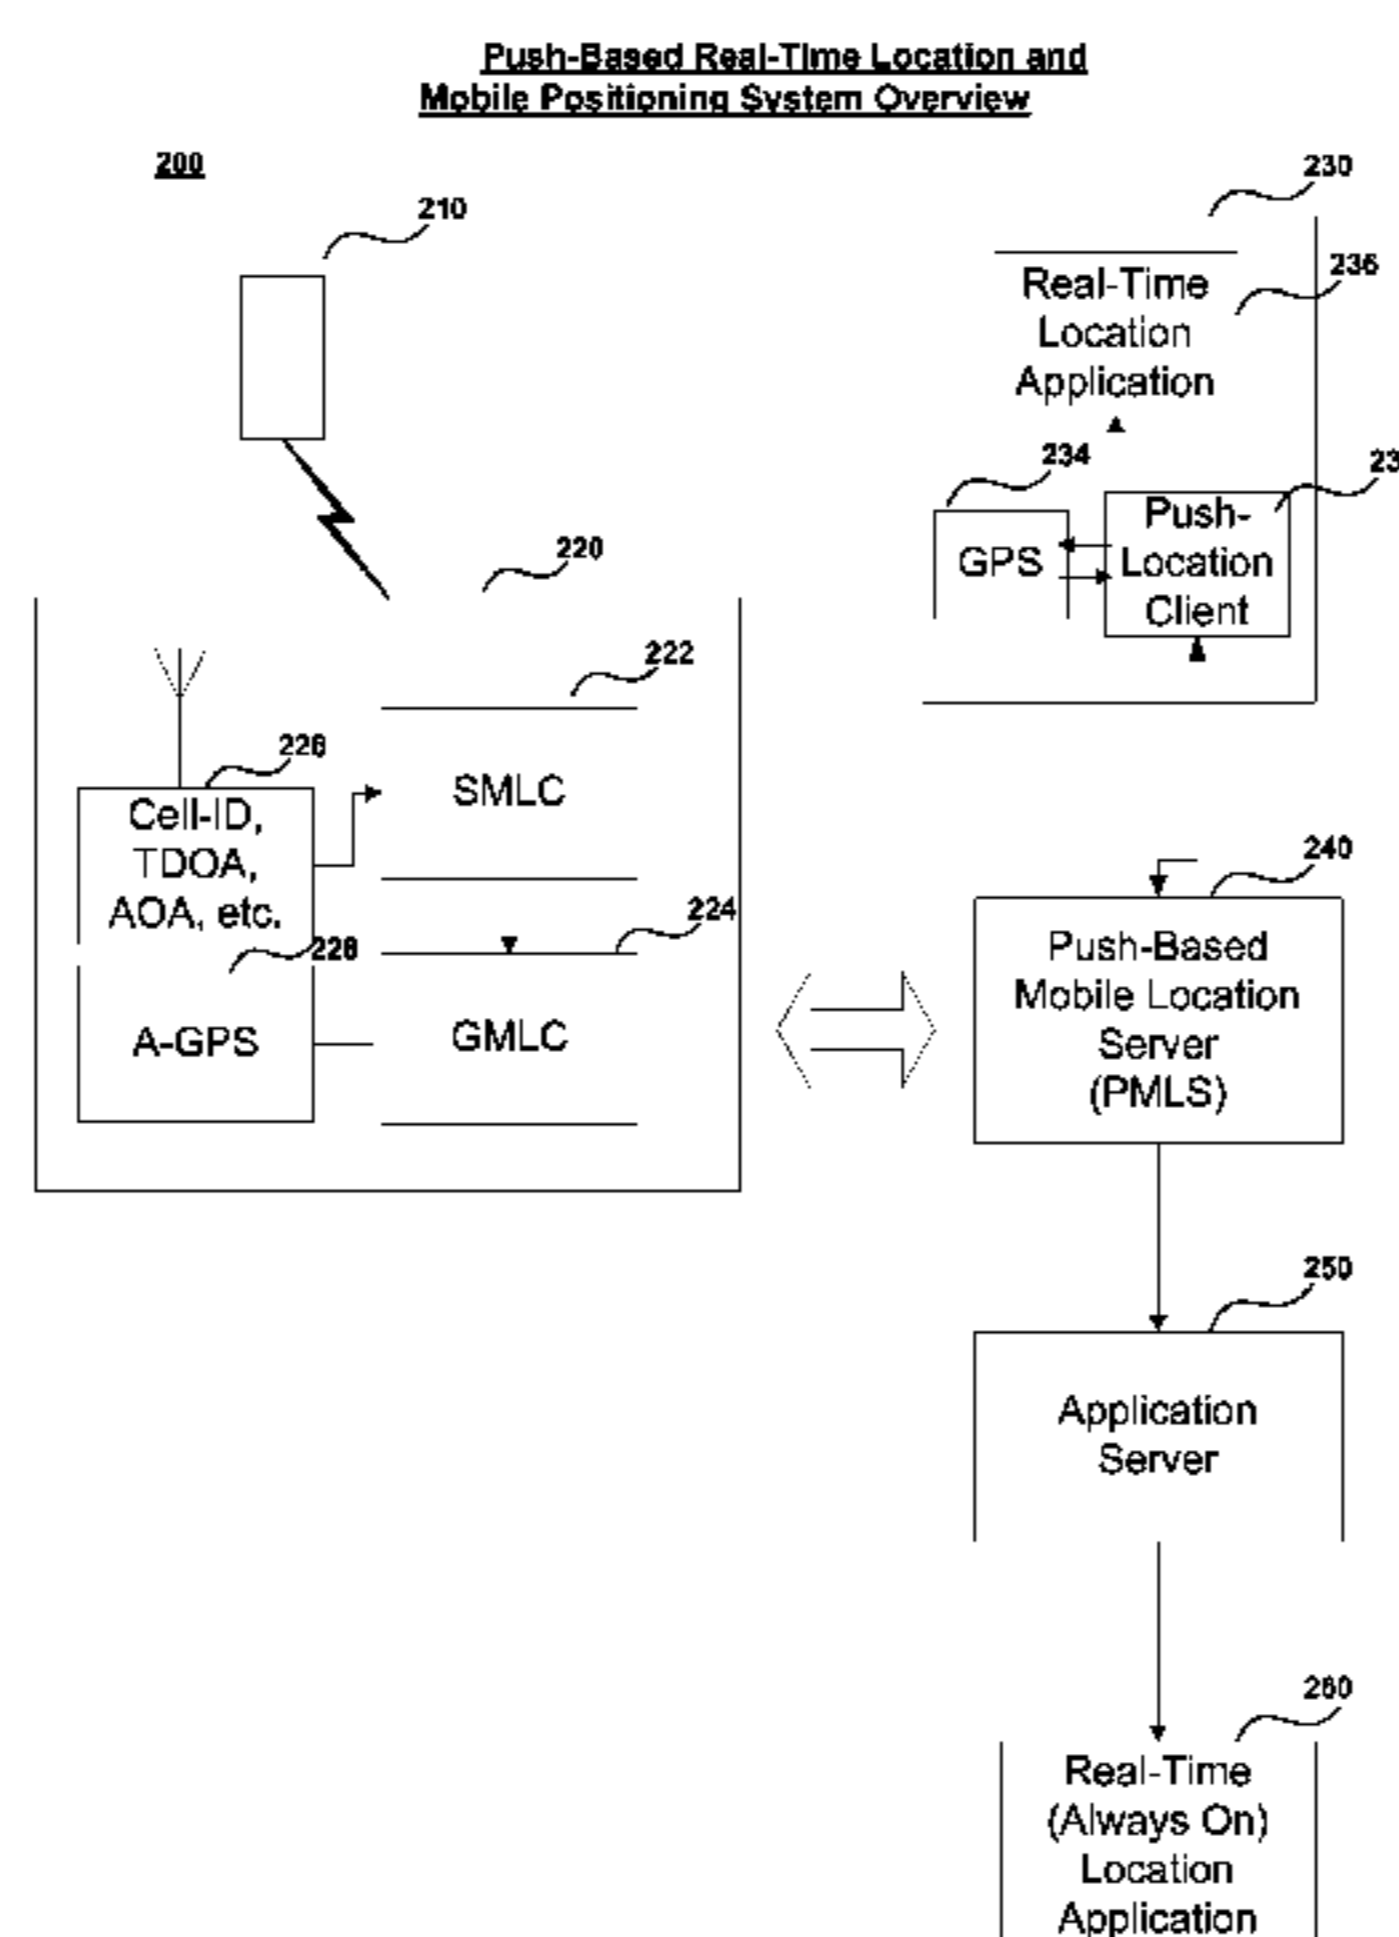 Push-Based Real-Time Location and
Mobile Positioning System Overview
200
210
230
Real-Time
Location
Application
236
234
GPS
23
Push-
Location
Client
220
222
SMLC
226
Cell-ID,
TDOA,
AOA, etc.
228
A-GPS
224
GMLC
240
Push-Based
Mobile Location
Server
(PMLS)
250
Application
Server
260
Real-Time
(Always On)
Location
Application